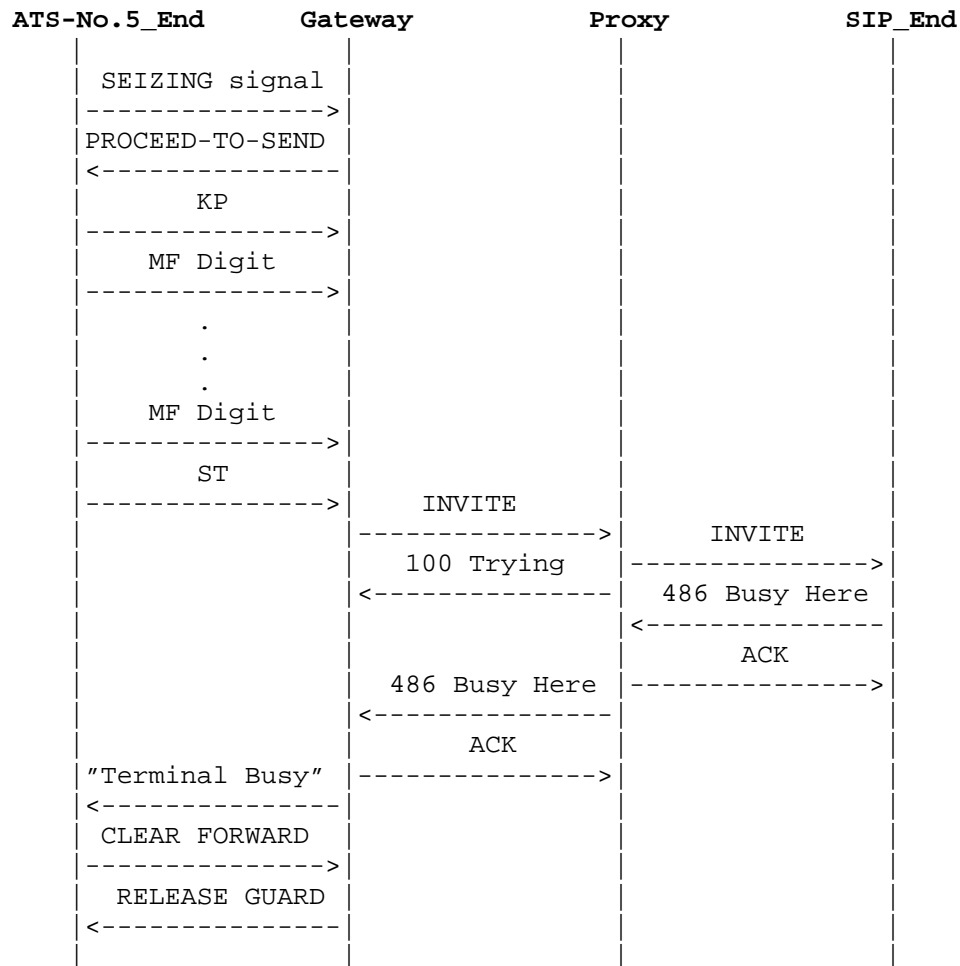 ATS-No.5_End Gateway Proxy SIP_End
SEIZING signal
PROCEED-TO-SEND
KP
MF Digit
.
.
.
MF Digit
ST
INVITE
INVITE
100 Trying
486 Busy Here
ACK
486 Busy Here
ACK
"Terminal Busy"
CLEAR FORWARD
RELEASE GUARD